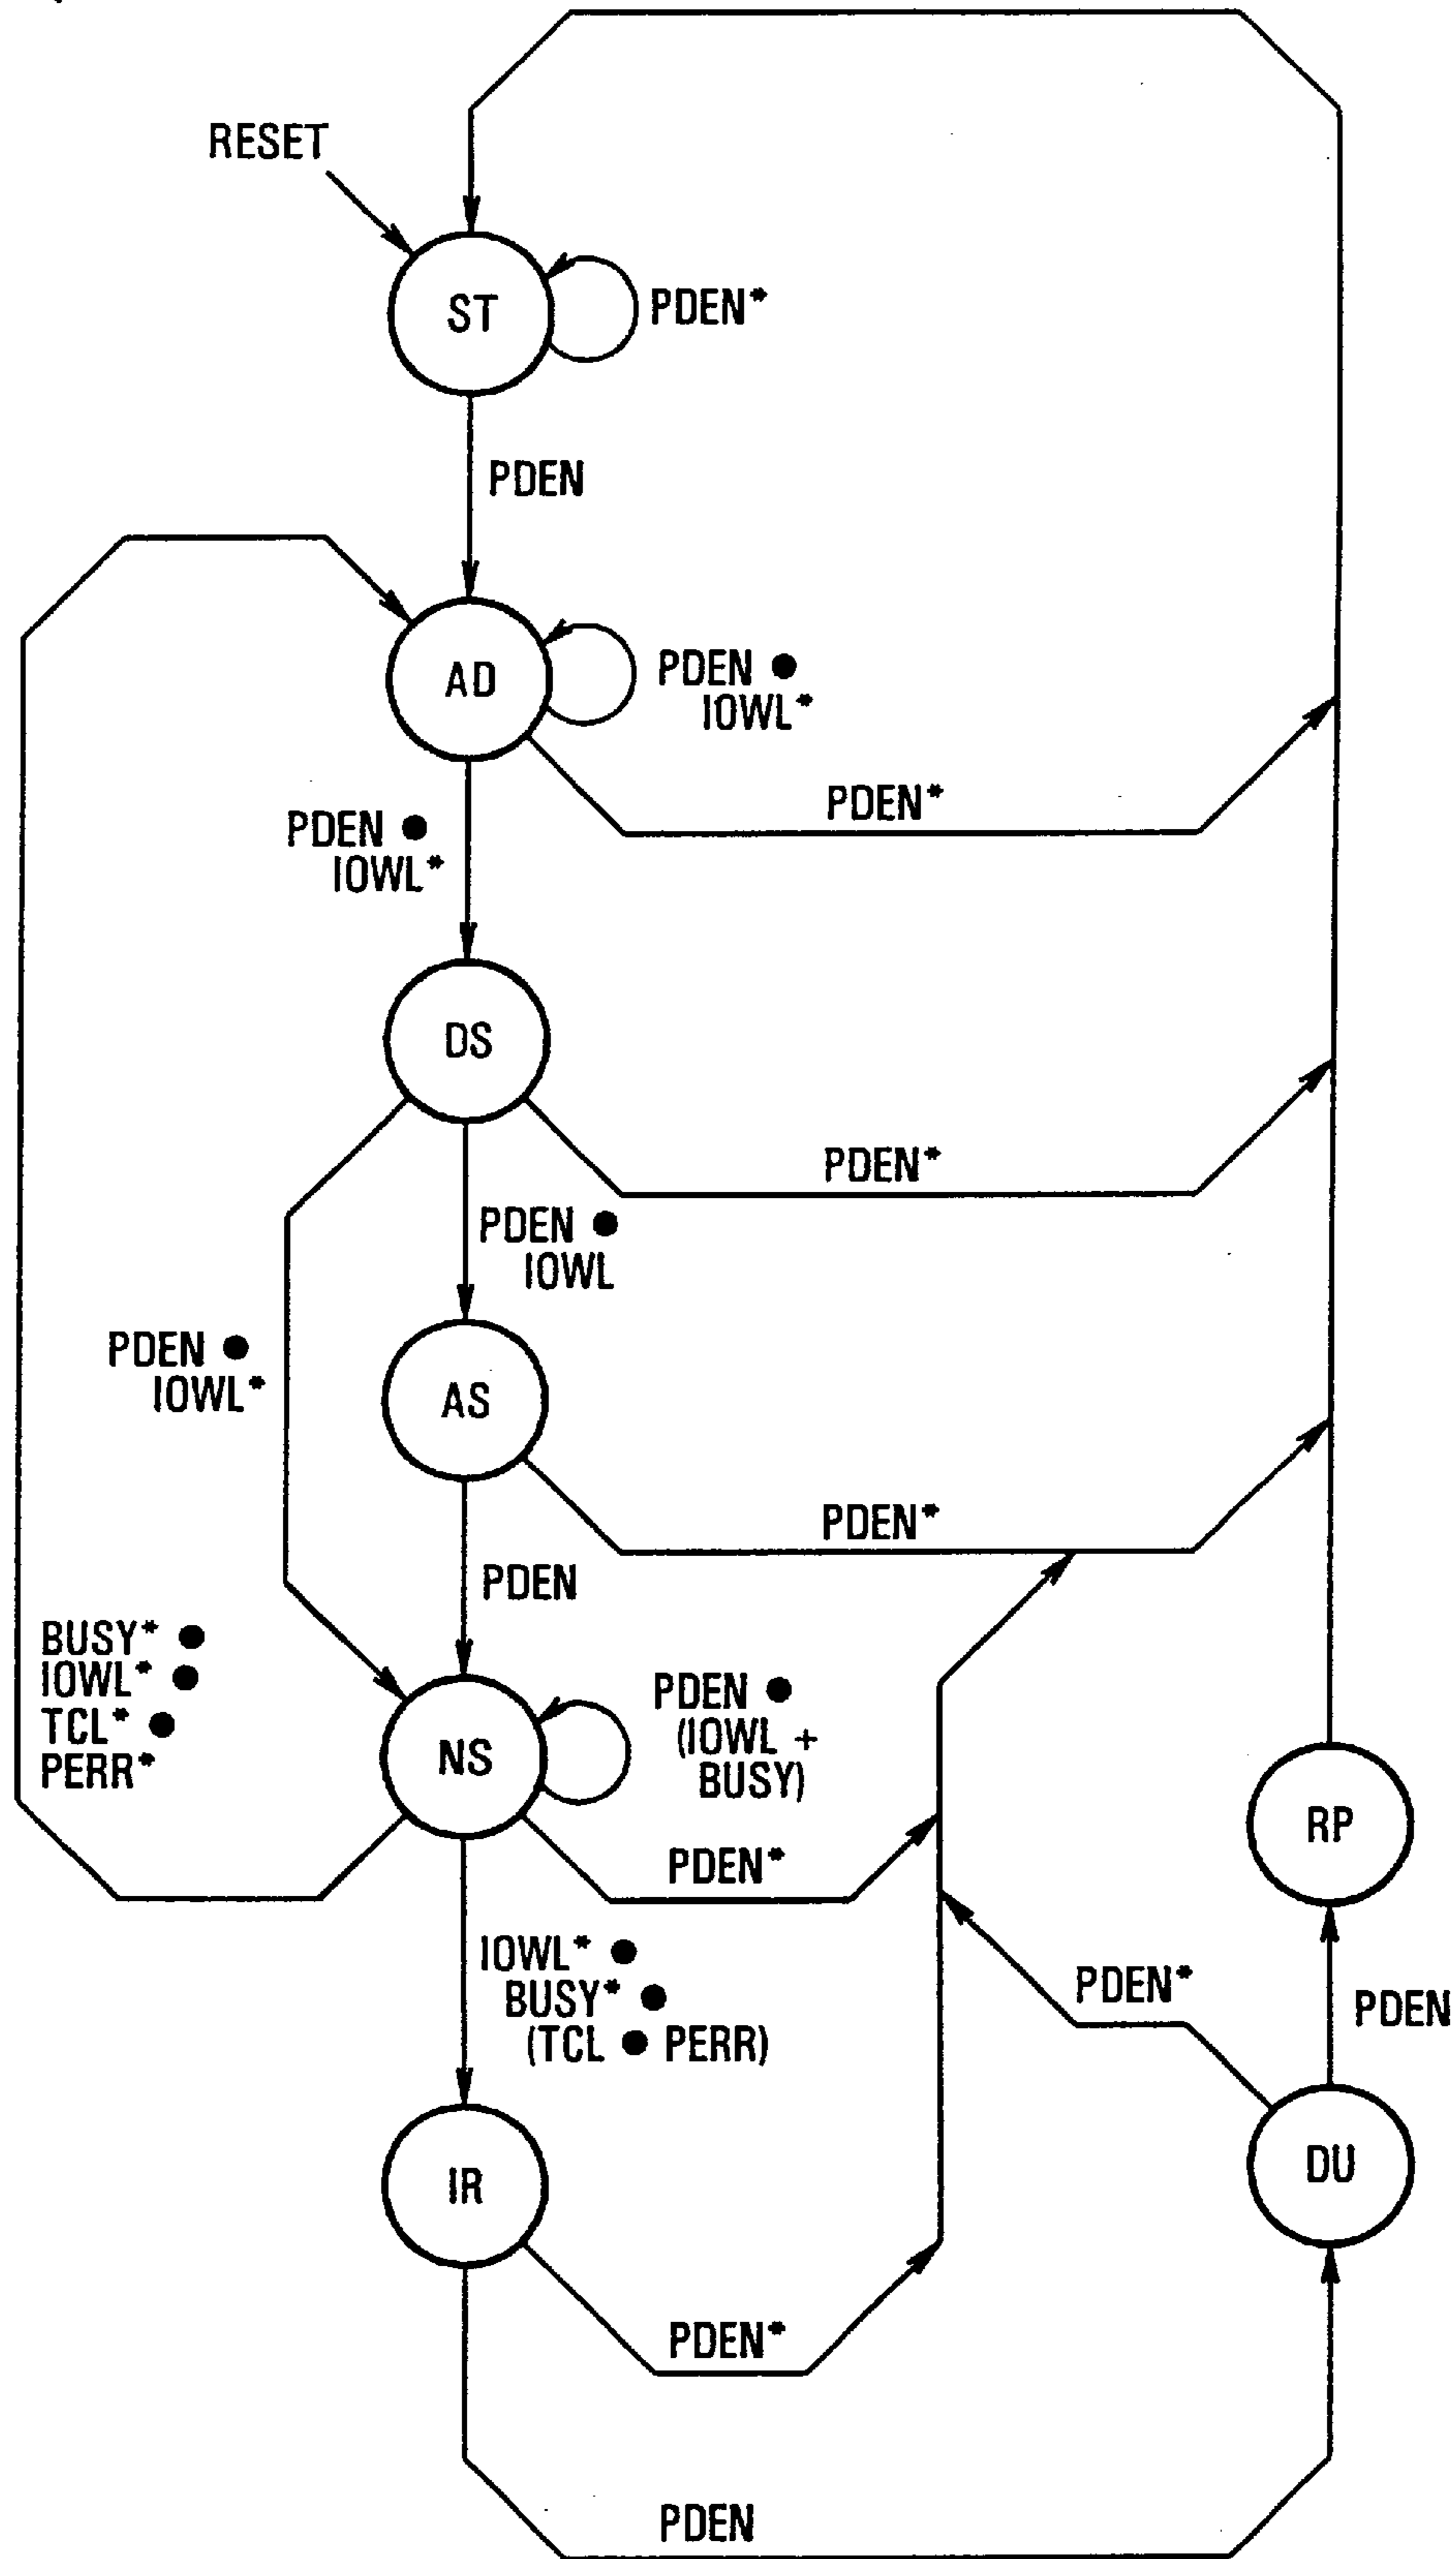 RESET
ST
PDEN*
PDEN
AD
PDEN ●
IOWL*
PDEN*
PDEN ●
IOWL*
DS
PDEN*
PDEN ●
IOWL
PDEN ●
IOWL*
AS
PDEN*
PDEN
BUSY* ●
IOWL* ●
TCL* ●
PERR*
NS
PDEN ●
(IOWL +
BUSY)
RP
PDEN*
IOWL* ●
BUSY* ●
(TCL ● PERR)
PDEN*
PDEN
IR
DU
PDEN*
PDEN